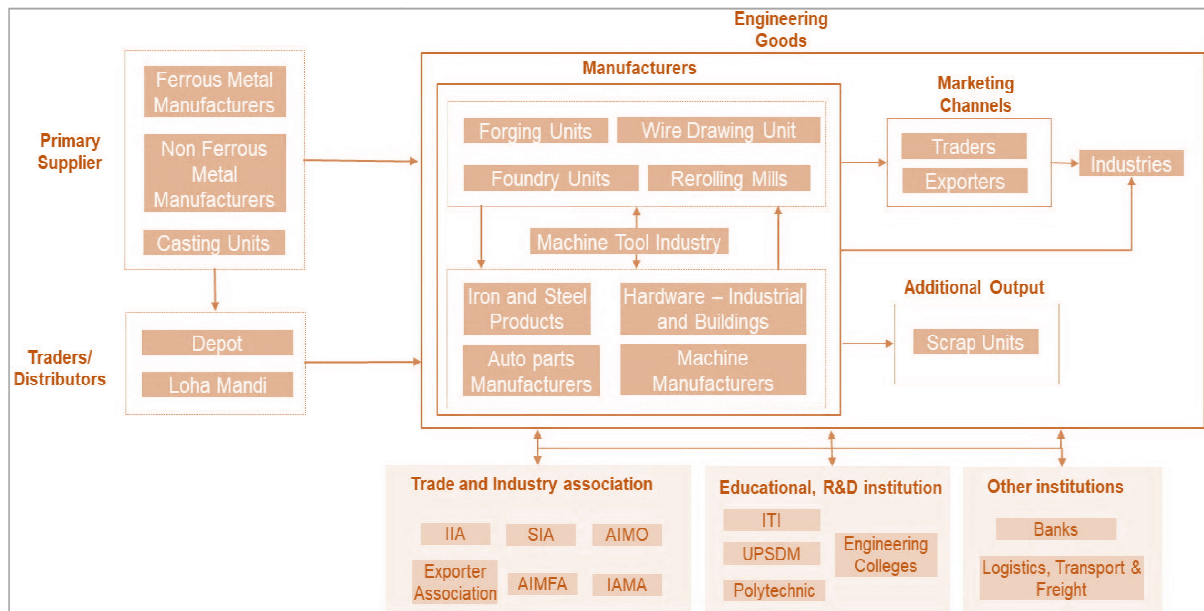 Engineering
Goods
Primary
Supplier
Ferrous Metal
Manufacturers
Non Ferrous
Metal
Manufacturers
Casting Units
Traders/
Distributors
Depot
Loha Mandi
Manufacturers
Forging Units
Wire Drawing Unit
Foundry Units
Rerolling Mills
Machine Tool Industry
Iron and Steel
Products
Hardware – Industrial
and Buildings
Auto parts
Manufacturers
Machine
Manufacturers
Marketing
Channels
Traders
Exporters
Industries
Additional Output
Scrap Units
Trade and Industry association
IIA
SIA
AIMO
Exporter
Association
AIMFA
IAMA
Educational, R&D institution
ITI
UPSDM
Polytechnic
Engineering
Colleges
Other institutions
Banks
Logistics, Transport &
Freight